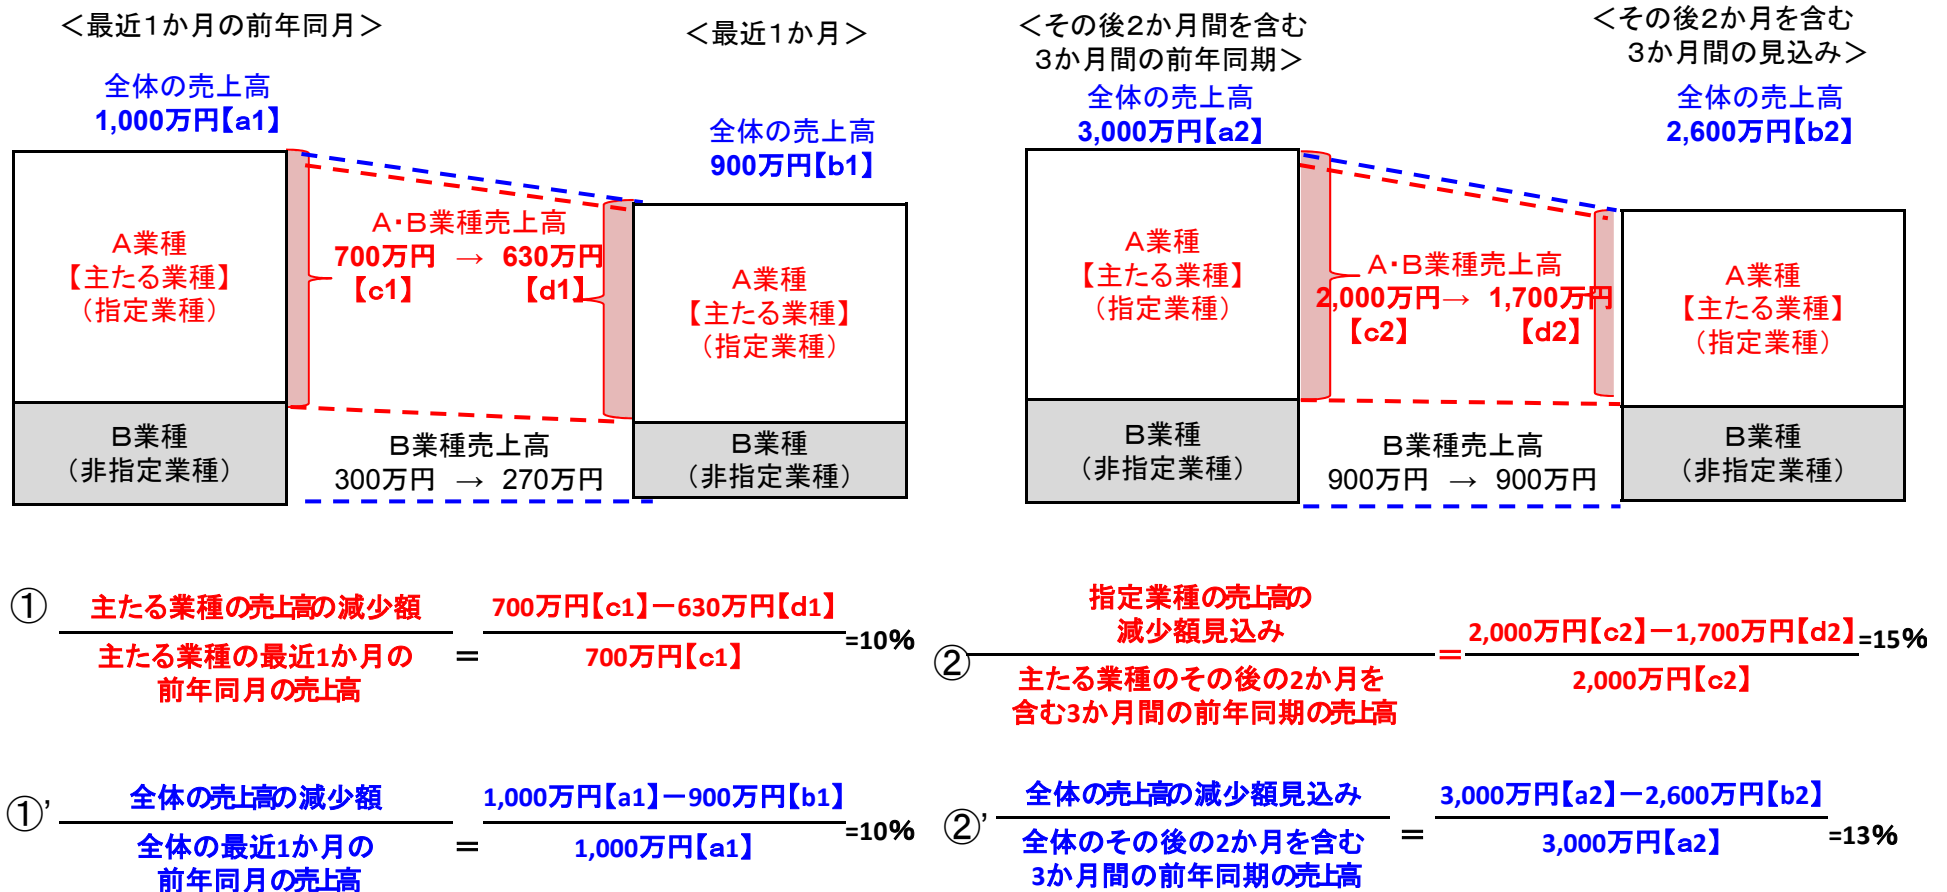 ＜最近１か月の前年同月＞
全体の売上高
1,000万円【a1】
＜最近１か月＞
全体の売上高
900万円【b1】
A業種
【主たる業種】
（指定業種）
B業種
（非指定業種）
A・B業種売上高
700万円 → 630万円
【c1】 【d1】
B業種売上高
300万円 → 270万円
A業種
【主たる業種】
（指定業種）
B業種
（非指定業種）
＜その後２か月間を含む
３か月間の前年同期＞
全体の売上高
3,000万円【a2】
＜その後２か月を含む
３か月間の見込み＞
全体の売上高
2,600万円【b2】
A業種
【主たる業種】
（指定業種）
B業種
（非指定業種）
A・B業種売上高
2,000万円→ 1,700万円
【c2】 【d2】
B業種売上高
900万円 → 900万円
A業種
【主たる業種】
（指定業種）
B業種
（非指定業種）
① 主たる業種の売上高の減少額
主たる業種の最近1か月の
前年同月の売上高
＝
700万円【c1】－630万円【d1】
700万円【c1】
=10%
② 指定業種の売上高の
減少額見込み
主たる業種のその後の2か月を
含む3か月間の前年同期の売上高
＝
2,000万円【c2】－1,700万円【d2】
2,000万円【c2】
=15%
①’ 全体の売上高の減少額
全体の最近1か月の
前年同月の売上高
＝
1,000万円【a1】－900万円【b1】
1,000万円【a1】
=10%
②’ 全体の売上高の減少額見込み
全体のその後の2か月を含む
3か月間の前年同期の売上高
＝
3,000万円【a2】－2,600万円【b2】
3,000万円【a2】
=13%